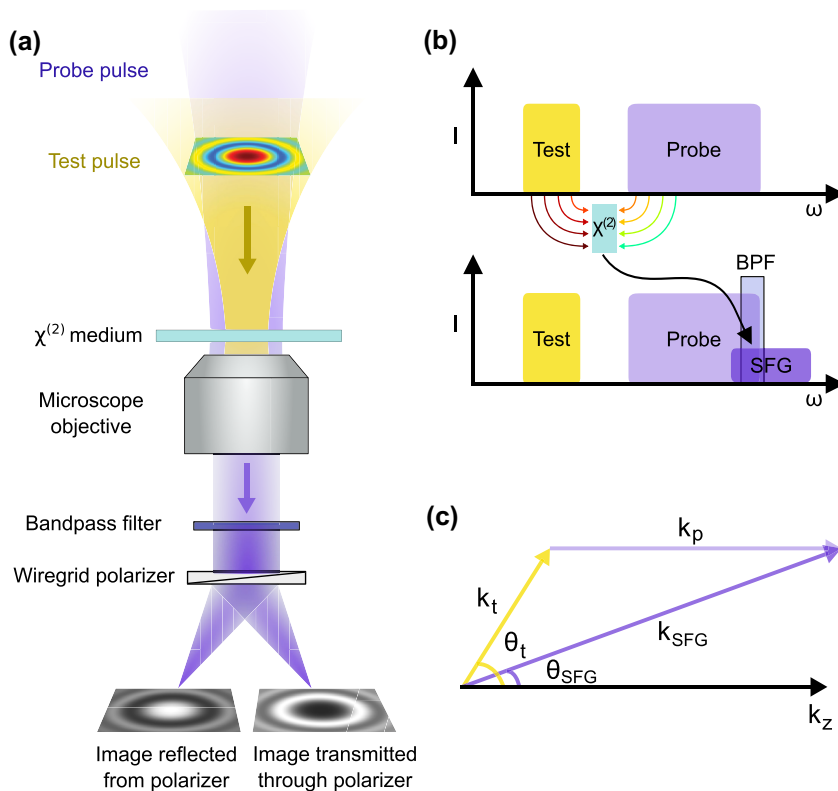 (a)
Probe pulse
Test pulse
χ(2) medium
Microscope
objective
Bandpass filter
Wiregrid polarizer
Image reflected
from polarizer
Image transmitted
through polarizer
(b)
I
Test
Probe
ω
χ(2)
BPF
I
Test
Probe
SFG
ω
(c)
kp
kt
kSFG
θt
θSFG
kz